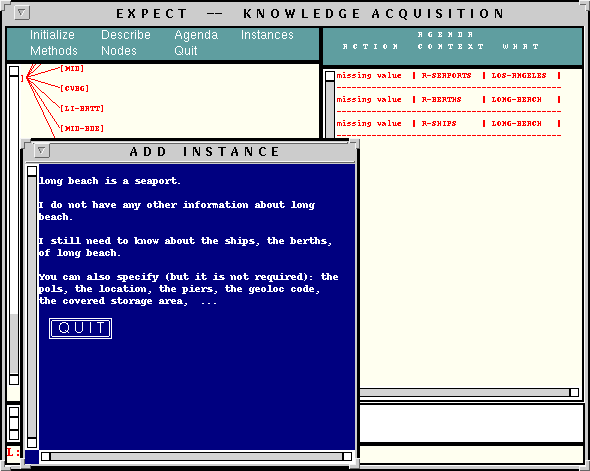 EXPECT -- KNOWLEDGE ACQUISITION
Initialize Describe Agenda Instances
Methods Nodes Quit
AGENDA
ACTION CONTEXT WHAT
[MID]
[CVBG]
[LI-BATT]
[MID-BDE]
missing value | R-SEAPORTS | LOS-ANGELES |
missing value | R-BERTHS | LONG-BEACH |
missing value | R-SHIPS | LONG-BEACH |
ADD INSTANCE
long beach is a seaport.
I do not have any other information about long
beach.
I still need to know about the ships, the berths,
of long beach.
You can also specify (but it is not required): the
pols, the location, the piers, the geoloc code,
the covered storage area, ...
QUIT
L: